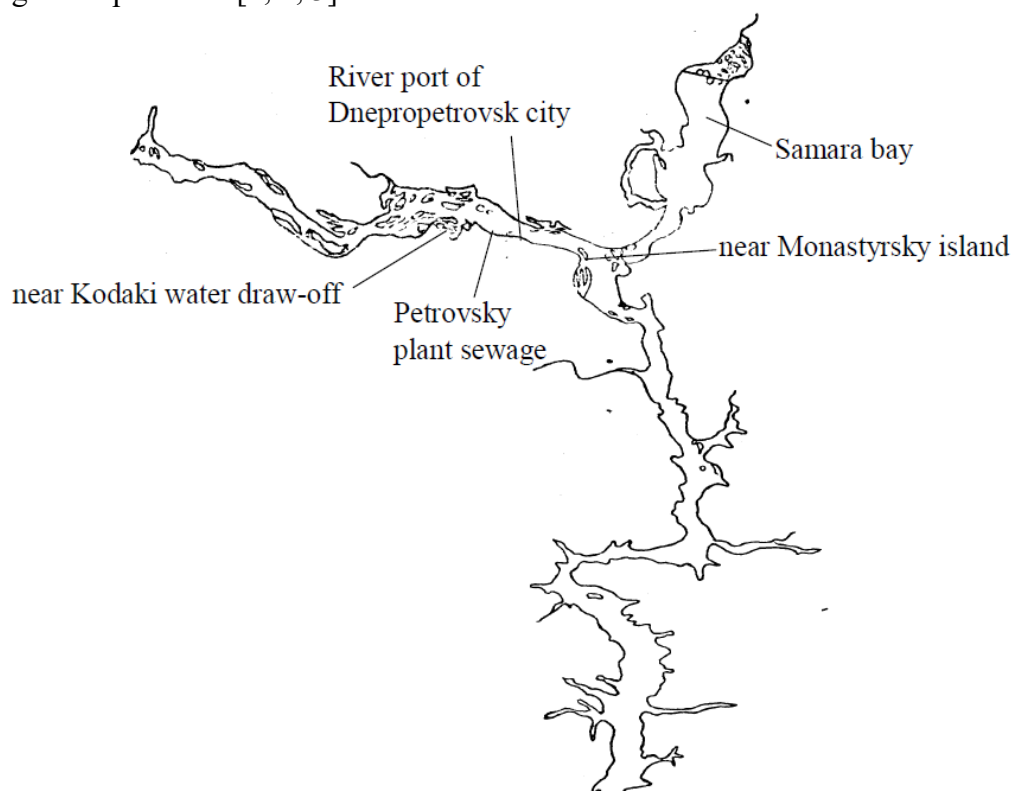 River port of
Dnepropetrovsk city
Samara bay
near Monastyrsky island
near Kodaki water draw-off
Petrovsky
plant sewage